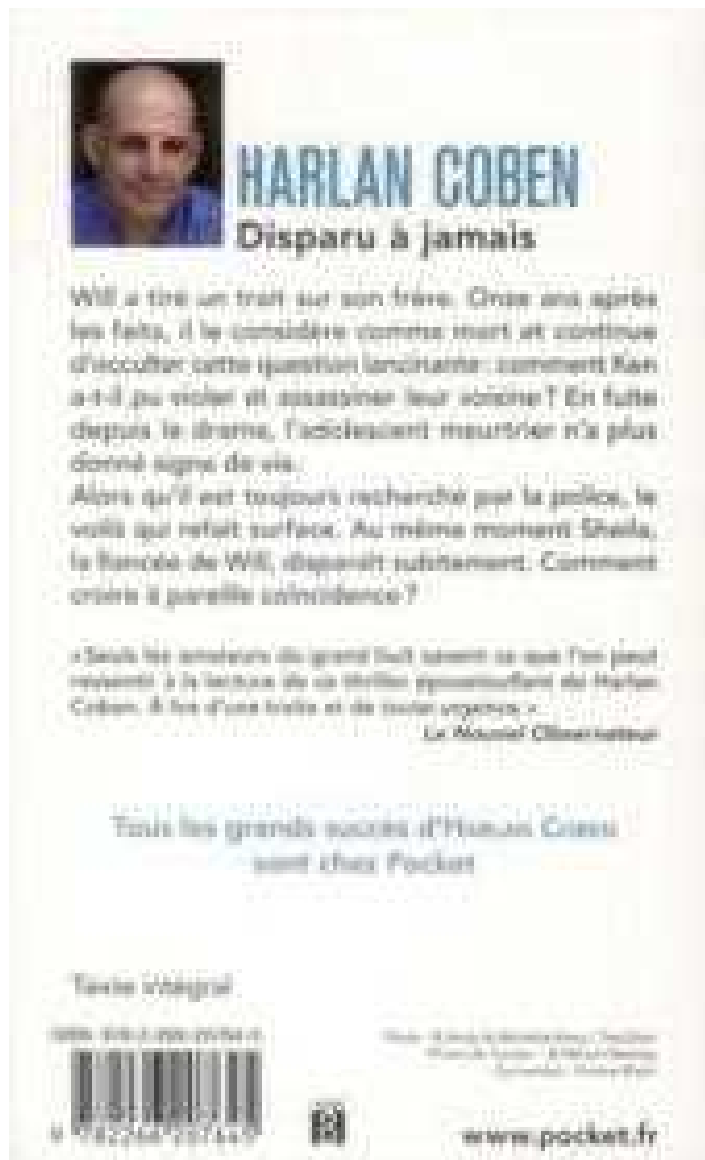 HARLAN COBEN
Disparu à jamais
Will a tiré un trait sur son frère. Onze ans après
les faits, il le considère comme mort et continue
d'occulter cette question lancinante : comment Ken
a-t-il pu violer et assassiner leur voisine ? En fuite
depuis le drame, l'adolescent meurtrier n'a plus
donné signe de vie.
Alors qu'il est toujours recherché par la police, le
voilà qui refait surface. Au même moment Sheila,
la fiancée de Will, disparaît subitement. Comment
croire à pareille coïncidence ?
« Seuls les amateurs du grand huit savent ce que l'on peut
ressentir à la lecture de ce thriller époustouflant de Harlan
Coben. À lire d'une traite et de toute urgence. »
Le Nouvel Observateur
Tous les grands succès d'Harlan Coben
sont chez Pocket
Texte intégral
www.pocket.fr